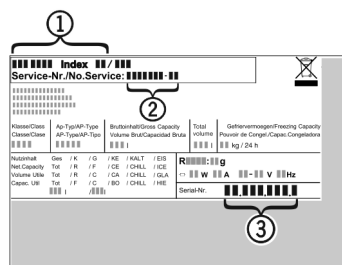 1
Index /
Service-Nr./No.Service: -
2
Klasse/Class Ap-Typ/AP-Type Bruttoinhalt/Gross Capacity Total Gefriervermoegen/Freezing Capacity
Classe/Clase AP-Type/AP-Tipo Volume Brut/Capacidad Bruta volume Pouvoir de Congel./Capac.Congeladora
l l kg / 24 h
Nutzinhalt Ges / K / G / KE / KALT / EIS
Net.Capacity Tot / R / F / CE / CHILL / ICE
Volume Utile Tot / R / C / CA / CHILL / GLA
Capac. Util Tot / F / C / BO / CHILL / HIE
l / l
R : g
W A - V Hz
Serial-Nr. . . .
3